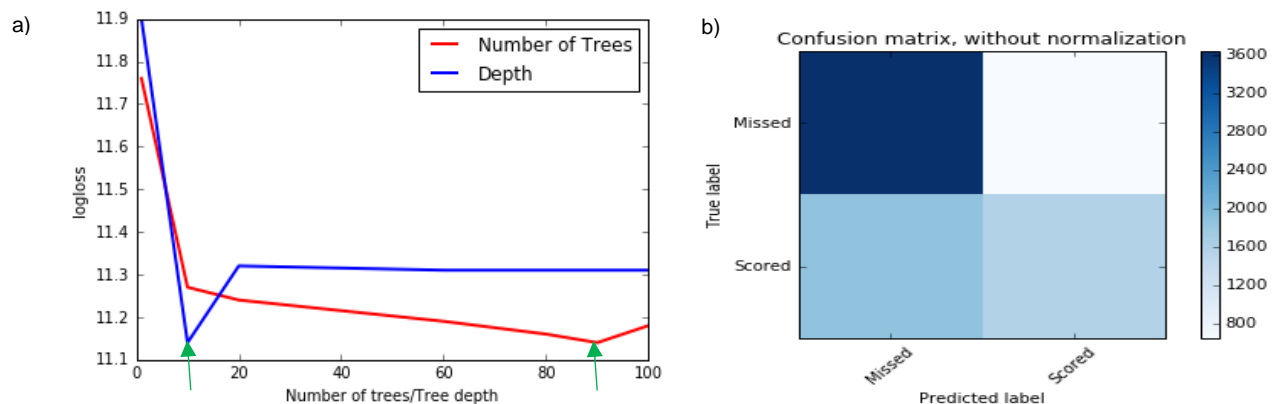 a)
11.9
11.8
11.7
11.6
11.5
11.4
11.3
11.2
11.1
logloss
Number of Trees
Depth
0
20
40
60
80
100
Number of trees/Tree depth
b)
Confusion matrix, without normalization
True label
Missed
Scored
Missed
Scored
Predicted label
3600
3200
2800
2400
2000
1600
1200
800